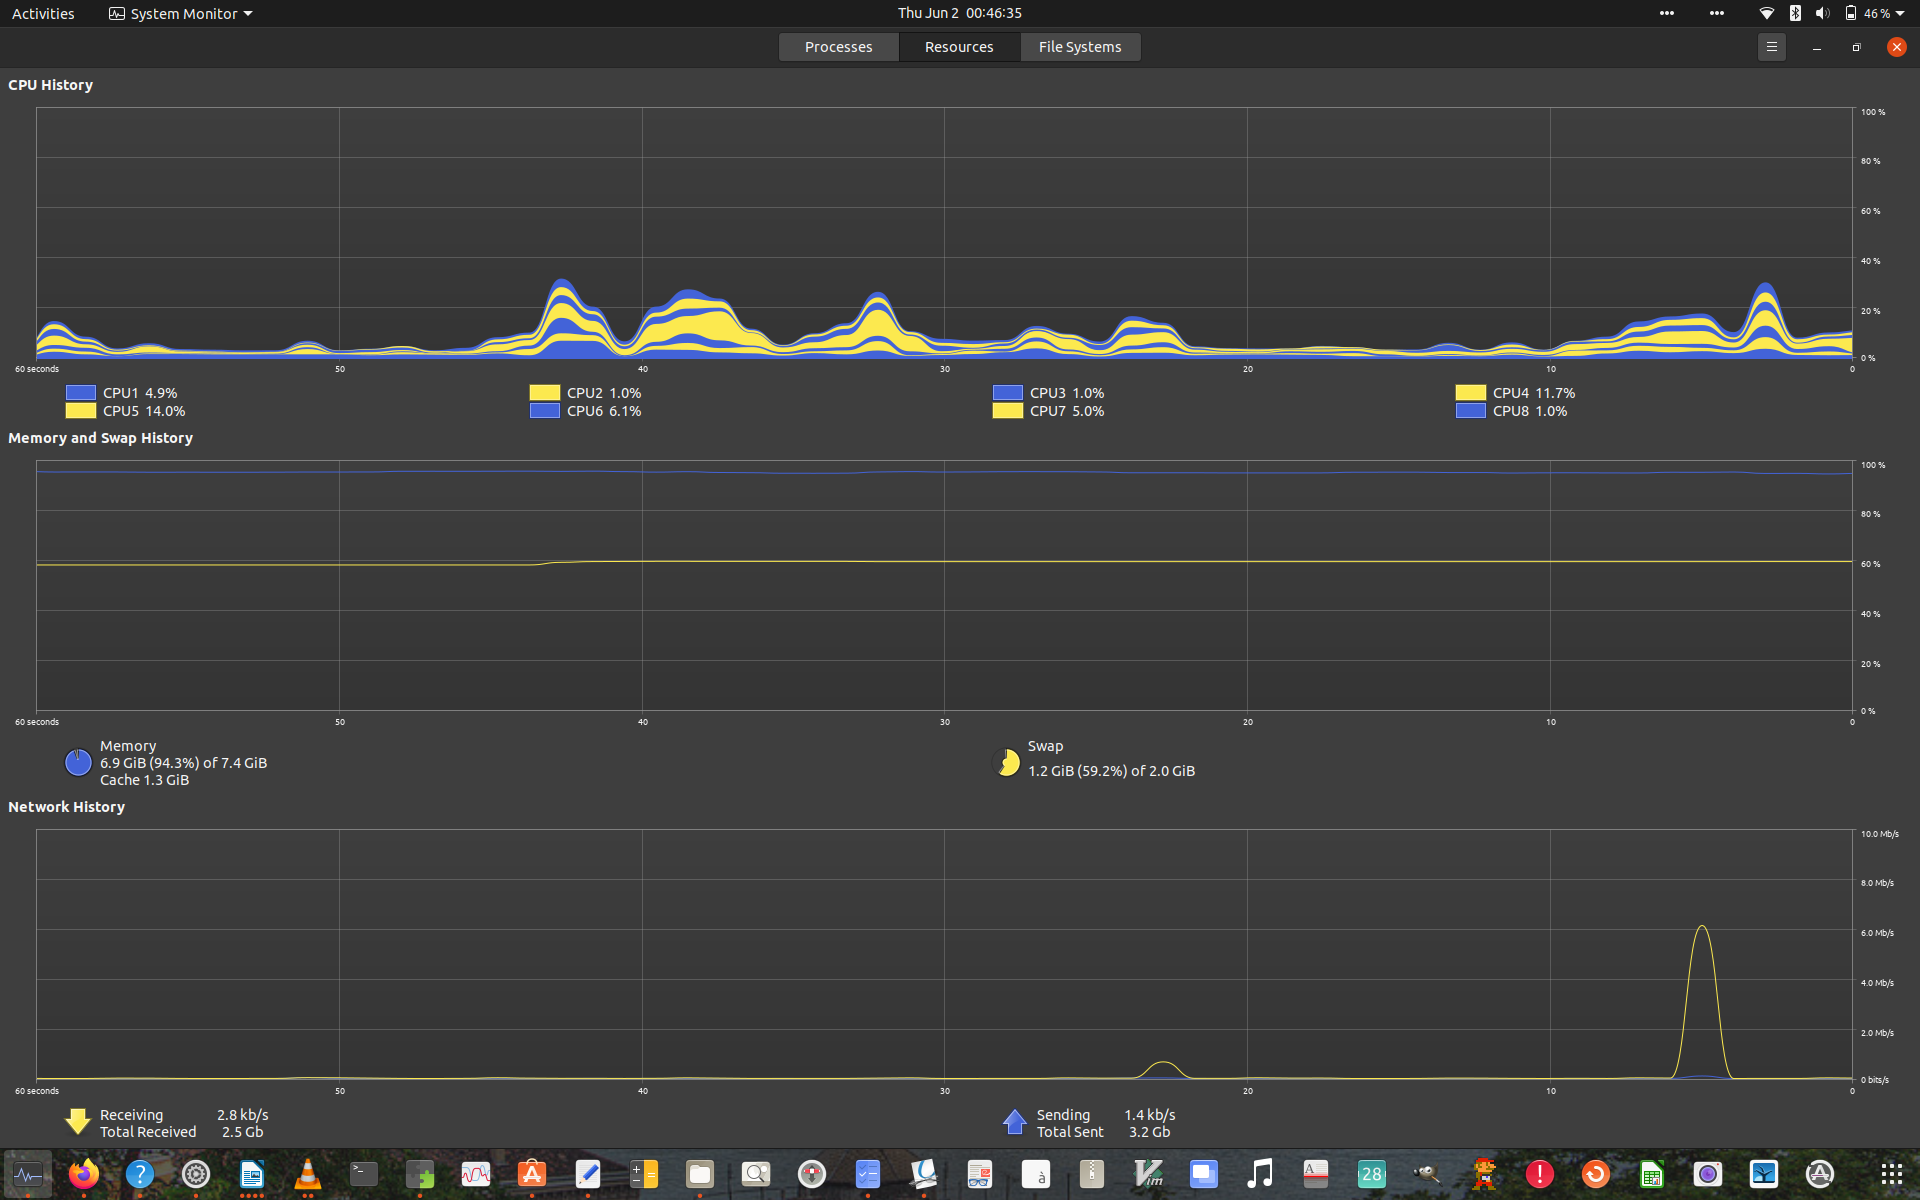 Activities System Monitor Thu Jun 2 00:46:35 46 %
Processes Resources File Systems
CPU History
100 %
80 %
60 %
40 %
20 %
0 %
60 seconds 50 40 30 20 10 0
CPU1 4.9% CPU2 1.0% CPU3 1.0% CPU4 11.7%
CPU5 14.0% CPU6 6.1% CPU7 5.0% CPU8 1.0%
Memory and Swap History
100 %
80 %
60 %
40 %
20 %
0 %
60 seconds 50 40 30 20 10 0
Memory Swap
6.9 GiB (94.3%) of 7.4 GiB 1.2 GiB (59.2%) of 2.0 GiB
Cache 1.3 GiB
Network History
10.0 Mb/s
8.0 Mb/s
6.0 Mb/s
4.0 Mb/s
2.0 Mb/s
0 bits/s
60 seconds 50 40 30 20 10 0
Receiving 2.8 kb/s Sending 1.4 kb/s
Total Received 2.5 Gb Total Sent 3.2 Gb
? >_ à Vim A 28 !